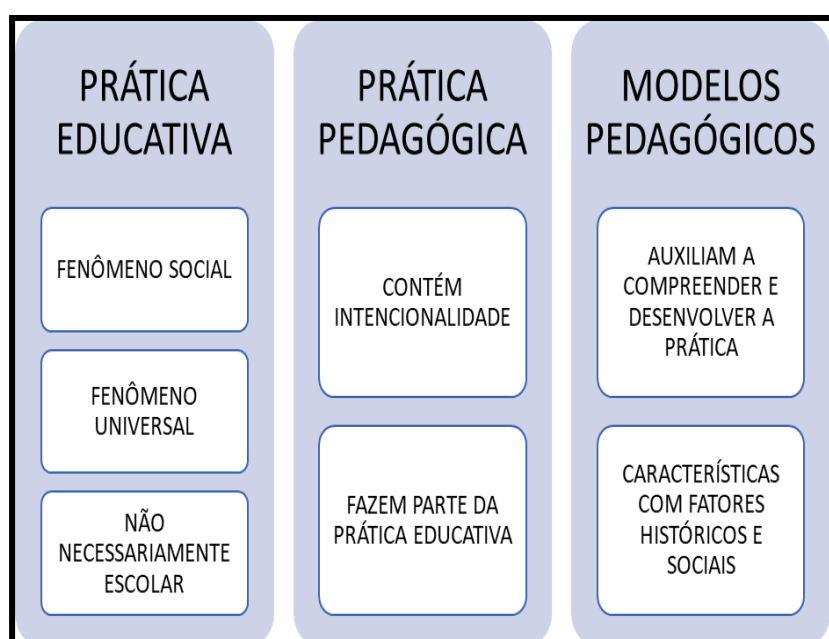 PRÁTICA
EDUCATIVA
FENÔMENO SOCIAL
FENÔMENO
UNIVERSAL
NÃO
NECESSARIAMENTE
ESCOLAR
PRÁTICA
PEDAGÓGICA
CONTÉM
INTENCIONALIDADE
FAZEM PARTE DA
PRÁTICA EDUCATIVA
MODELOS
PEDAGÓGICOS
AUXILIAM A
COMPREENDER E
DESENVOLVER A
PRÁTICA
CARACTERÍSTICAS
COM FATORES
HISTÓRICOS E
SOCIAIS